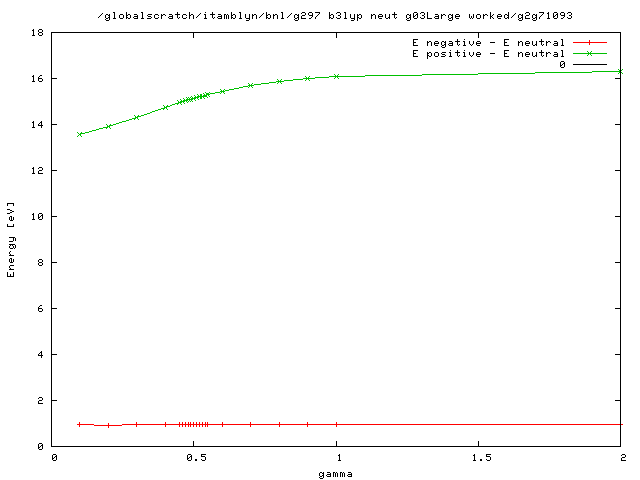 /globalscratch/itamblyn/bnl/g297 b3lyp neut g03Large worked/g2g71093
E negative - E neutral
E positive - E neutral
0
18
16
14
12
10
8
6
4
2
0
Energy [eV]
0 0.5 1 1.5 2
gamma